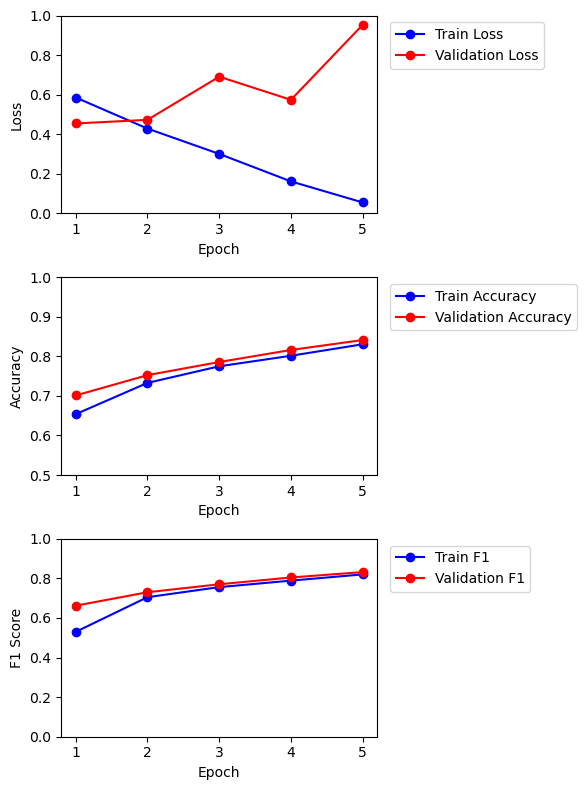 1.0
0.8
0.6
0.4
0.2
0.0
Loss
1 2 3 4 5
Epoch
Train Loss
Validation Loss
1.0
0.9
0.8
0.7
0.6
0.5
Accuracy
1 2 3 4 5
Epoch
Train Accuracy
Validation Accuracy
1.0
0.8
0.6
0.4
0.2
0.0
F1 Score
1 2 3 4 5
Epoch
Train F1
Validation F1